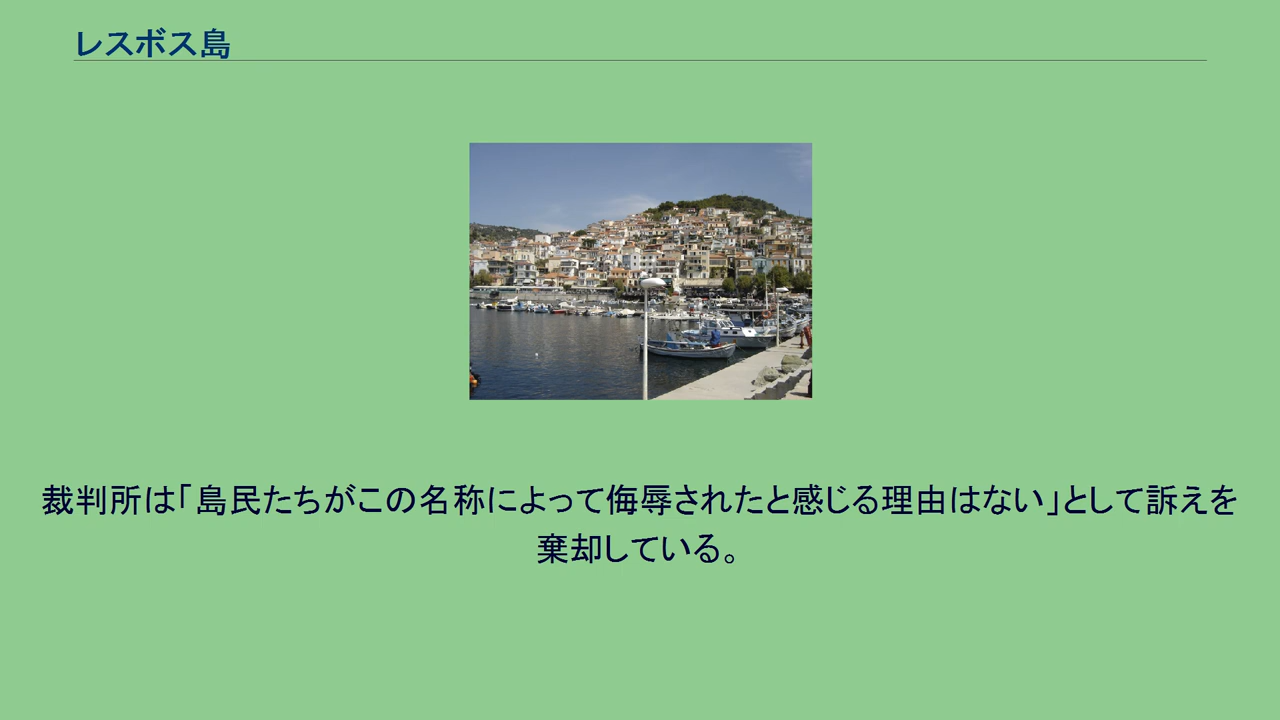 レスボス島
裁判所は「島民たちがこの名称によって侮辱されたと感じる理由はない」として訴えを
棄却している。